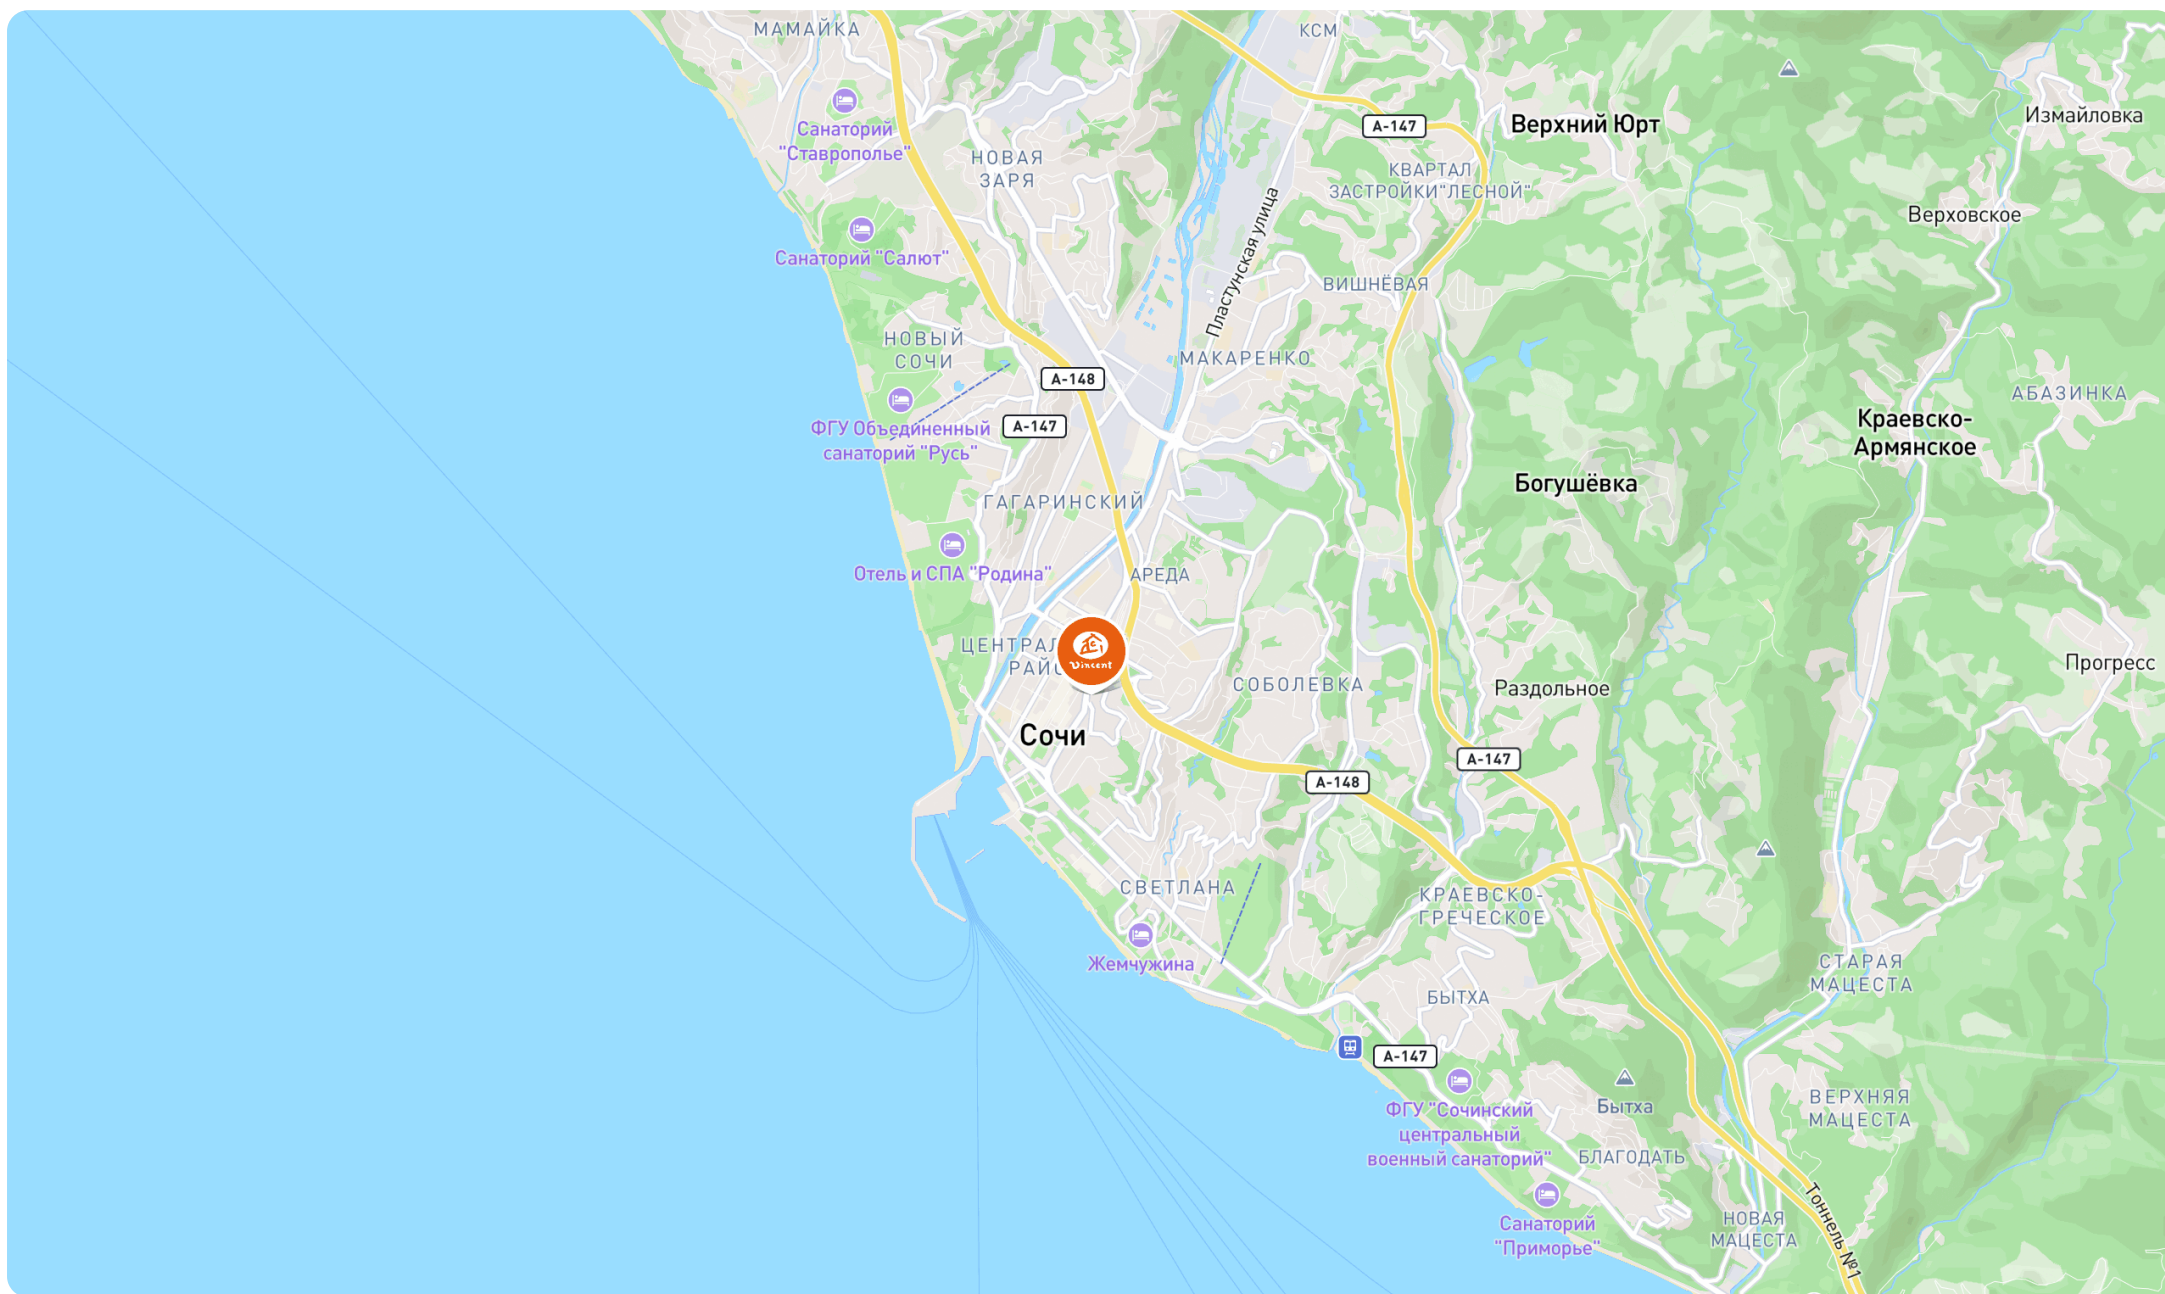 МАМАЙКА
КСМ
Санаторий
"Ставрополье"
НОВАЯ
ЗАРЯ
А-147
Верхний Юрт
Измайловка
КВАРТАЛ
ЗАСТРОЙКИ"ЛЕСНОЙ"
Верховское
Санаторий "Салют"
Пластунская улица
ВИШНЁВАЯ
НОВЫЙ
СОЧИ
МАКАРЕНКО
А-148
А-147
АБАЗИНКА
ФГУ Объединенный
санаторий "Русь"
Краевско-
Армянское
Богушёвка
ГАГАРИНСКИЙ
Отель и СПА "Родина"
АРЕДА
ЦЕНТРАЛ
РАЙО
Vincent
СОБОЛЕВКА
Раздольное
Прогресс
Сочи
А-148
А-147
СВЕТЛАНА
КРАЕВСКО-
ГРЕЧЕСКОЕ
Жемчужина
СТАРАЯ
МАЦЕСТА
БЫТХА
А-147
ФГУ "Сочинский
центральный
военный санаторий"
Бытха
ВЕРХНЯЯ
МАЦЕСТА
БЛАГОДАТЬ
Санаторий
"Приморье"
НОВАЯ
МАЦЕСТА
Тоннель №1